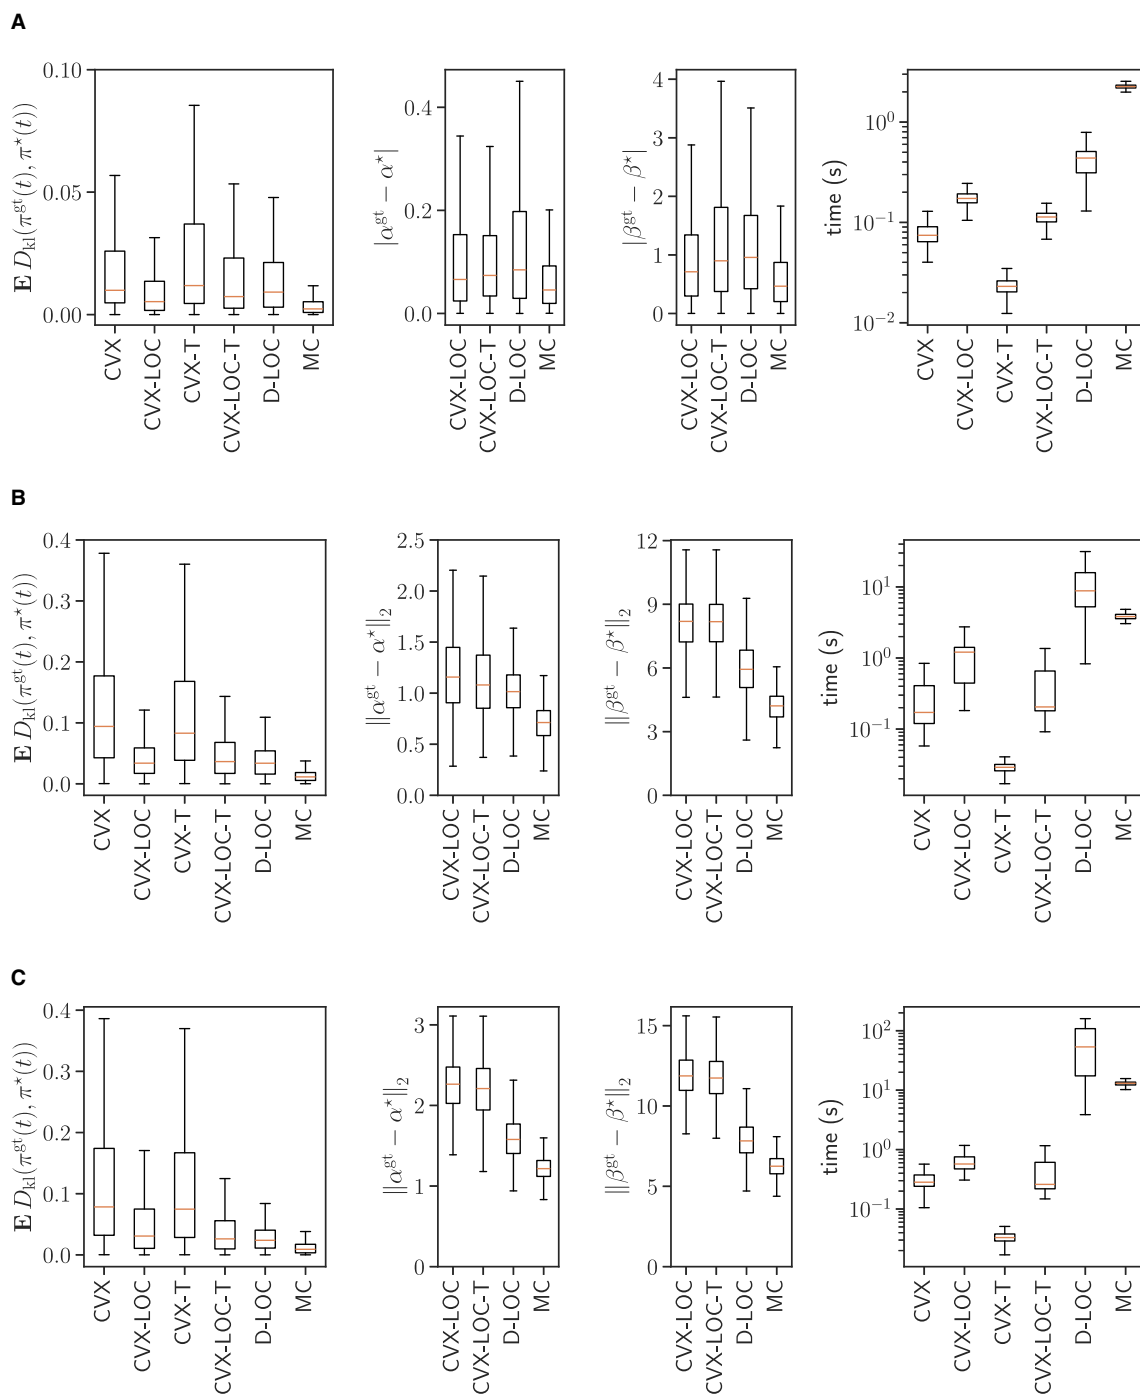 A
E D_kl(π^gt(t), π*(t))
0.10
0.05
0.00
CVX
CVX-LOC
CVX-T
CVX-LOC-T
D-LOC
MC
|α^gt − α*|
0.4
0.2
0.0
CVX-LOC
CVX-LOC-T
D-LOC
MC
|β^gt − β*|
4
3
2
1
0
CVX-LOC
CVX-LOC-T
D-LOC
MC
time (s)
10^0
10^−1
10^−2
CVX
CVX-LOC
CVX-T
CVX-LOC-T
D-LOC
MC
B
E D_kl(π^gt(t), π*(t))
0.4
0.3
0.2
0.1
0.0
CVX
CVX-LOC
CVX-T
CVX-LOC-T
D-LOC
MC
||α^gt − α*||_2
2.5
2.0
1.5
1.0
0.5
0.0
CVX-LOC
CVX-LOC-T
D-LOC
MC
||β^gt − β*||_2
12
9
6
3
0
CVX-LOC
CVX-LOC-T
D-LOC
MC
time (s)
10^1
10^0
10^−1
CVX
CVX-LOC
CVX-T
CVX-LOC-T
D-LOC
MC
C
E D_kl(π^gt(t), π*(t))
0.4
0.3
0.2
0.1
0.0
CVX
CVX-LOC
CVX-T
CVX-LOC-T
D-LOC
MC
||α^gt − α*||_2
3
2
1
0
CVX-LOC
CVX-LOC-T
D-LOC
MC
||β^gt − β*||_2
15
10
5
0
CVX-LOC
CVX-LOC-T
D-LOC
MC
time (s)
10^2
10^1
10^0
10^−1
CVX
CVX-LOC
CVX-T
CVX-LOC-T
D-LOC
MC